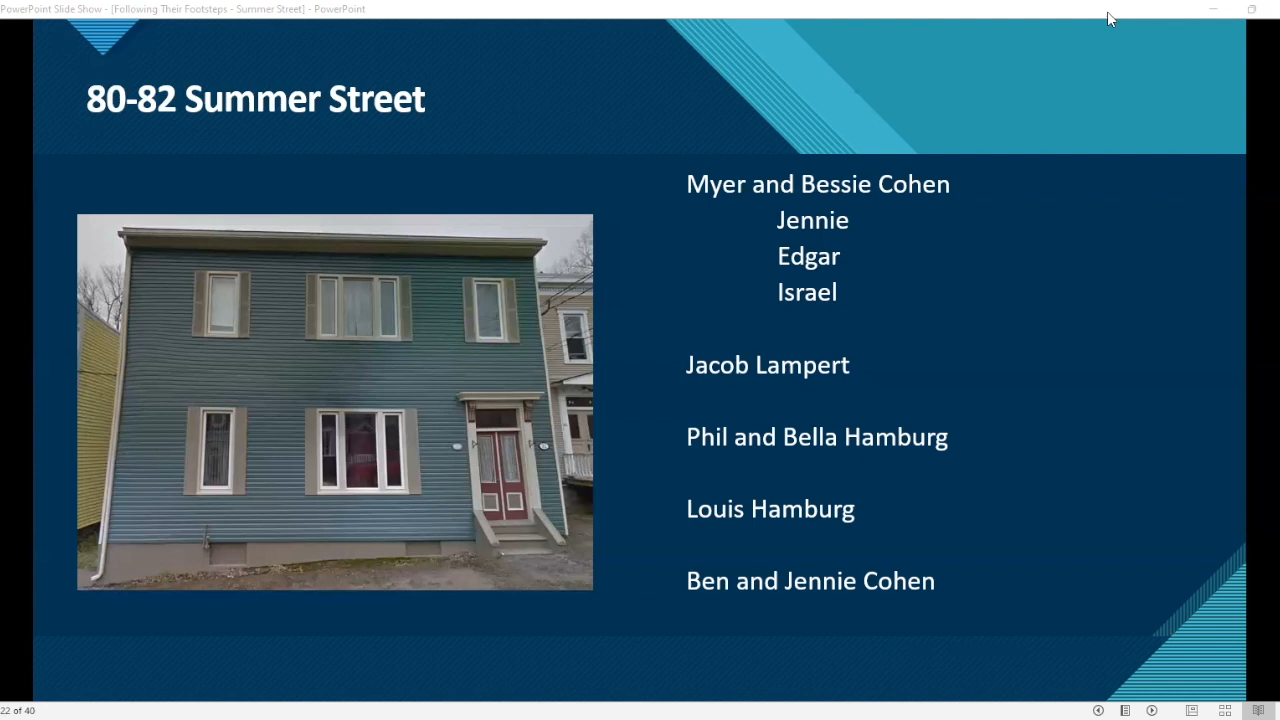 PowerPoint Slide Show - [Following Their Footsteps - Summer Street] - PowerPoint
80-82 Summer Street
Myer and Bessie Cohen
Jennie
Edgar
Israel
Jacob Lampert
Phil and Bella Hamburg
Louis Hamburg
Ben and Jennie Cohen
22 of 40